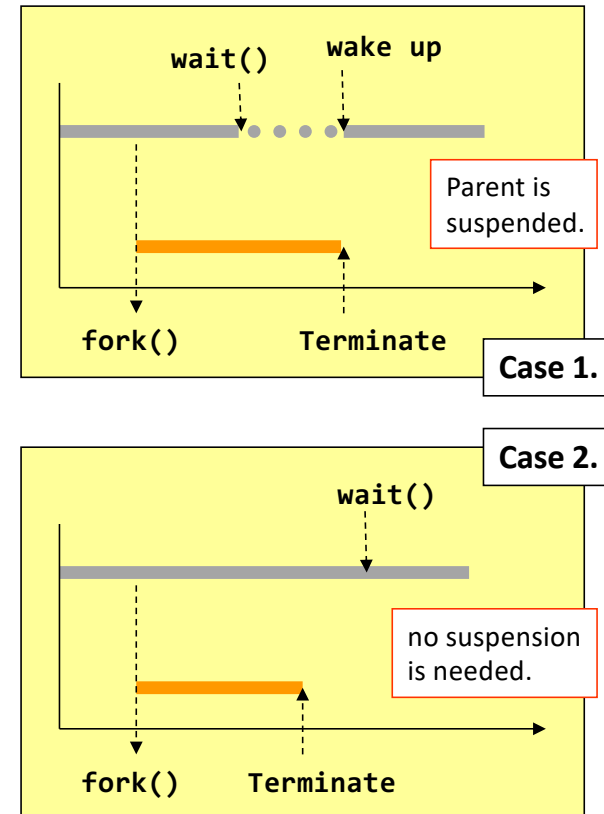 wait()
wake up
Parent is
suspended.
fork()
Terminate
Case 1.
Case 2.
wait()
no suspension
is needed.
fork()
Terminate